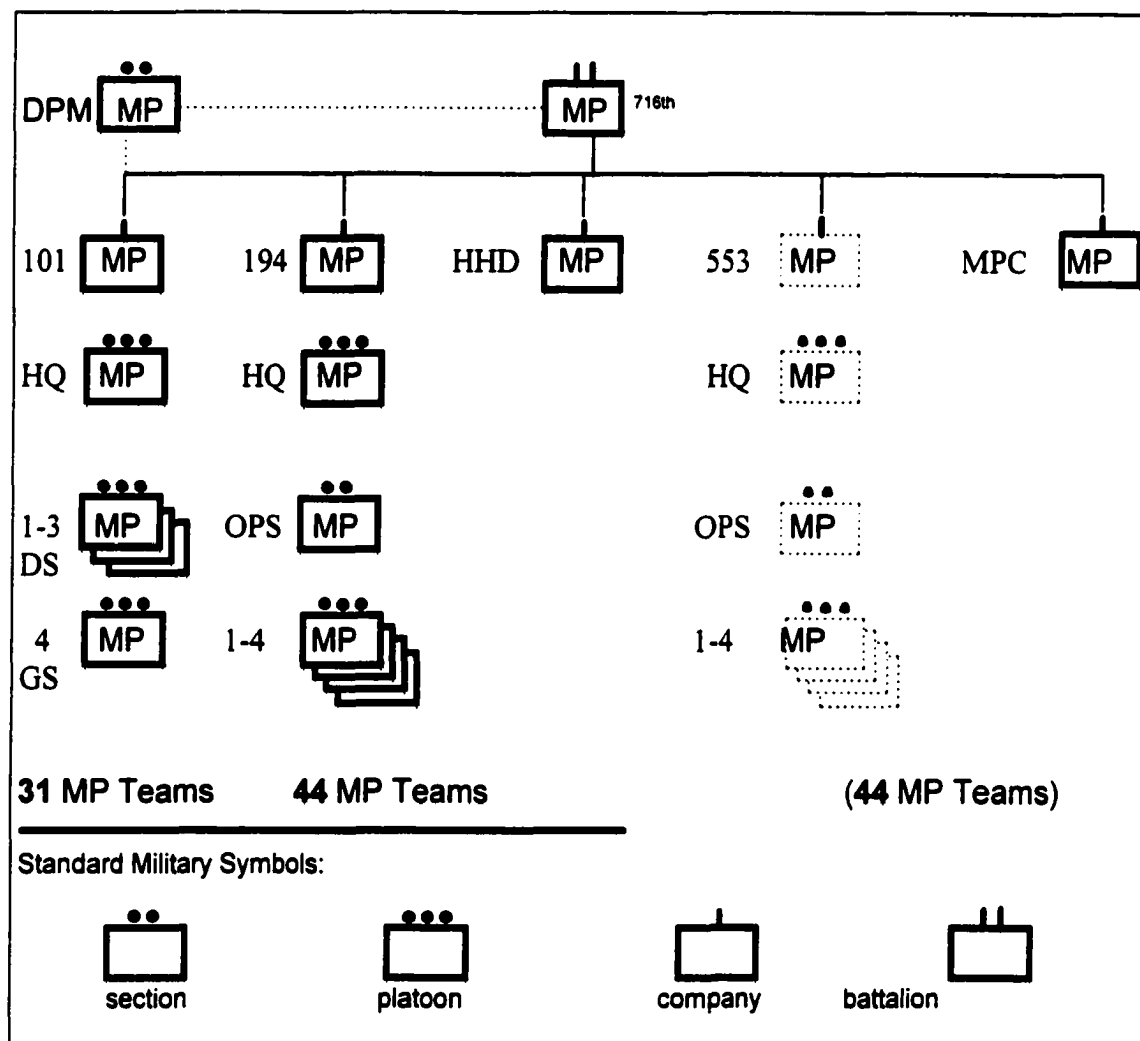 DPM MP MP 716th
101 MP 194 MP HHD MP 553 MP MPC MP
HQ MP HQ MP HQ MP
1-3 MP OPS MP OPS MP
DS
4 MP 1-4 MP 1-4 MP
GS
31 MP Teams 44 MP Teams (44 MP Teams)
Standard Military Symbols:
section platoon company battalion